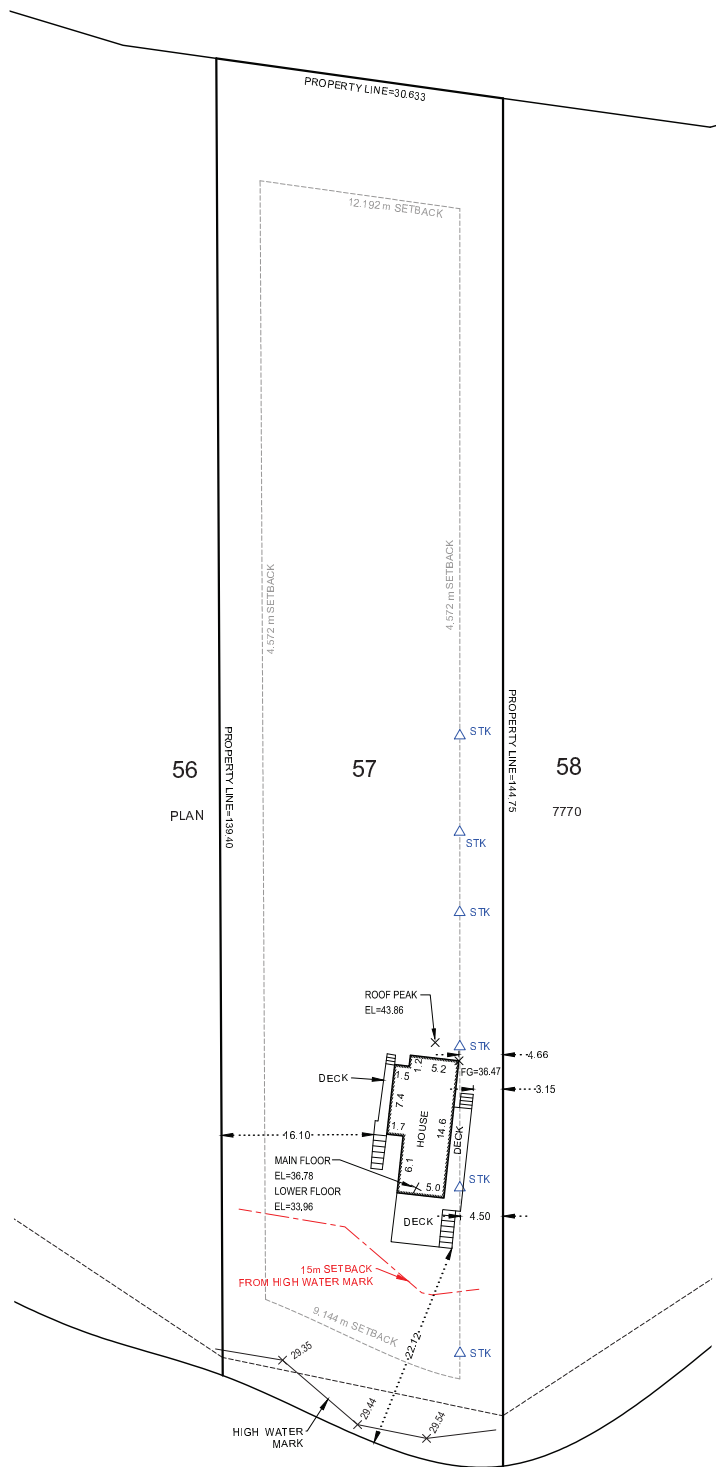 PROPERTY LINE=30.633
12.192 m SETBACK
4.572 m SETBACK
4.572 m SETBACK
PROPERTY LINE=139.40
PROPERTY LINE=144.75
STK
56
57
58
PLAN
7770
STK
STK
ROOF PEAK
EL=43.86
STK
4.66
1.2
5.2
FG=36.47
1.5
DECK
3.15
7.4
HOUSE
14.6
DECK
1.7
16.10
6.1
MAIN FLOOR
EL=36.78
LOWER FLOOR
EL=33.96
5.0
STK
DECK
4.50
15m SETBACK
FROM HIGH WATER MARK
9.144 m SETBACK
22.12
29.35
STK
29.44
29.54
HIGH WATER
MARK